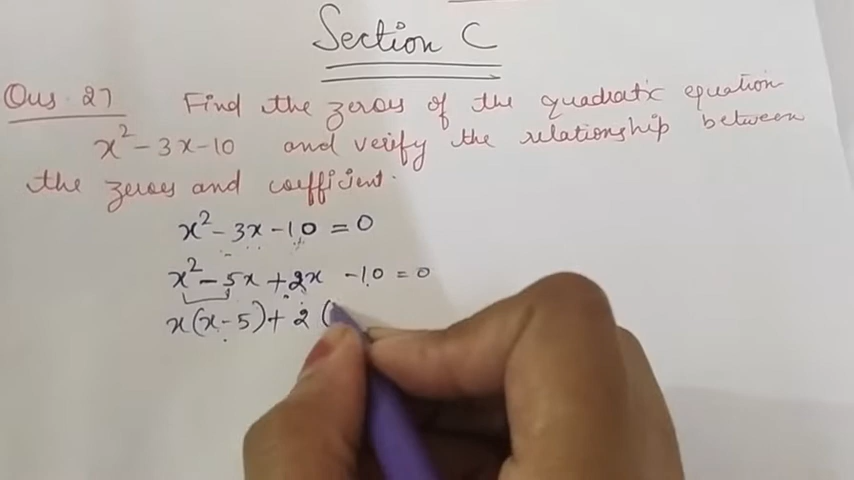 Section C
Ques. 27 Find the zeroes of the quadratic equation
x² - 3x - 10 and verify the relationship between
the zeroes and coefficient.
x² - 3x - 10 = 0
x² - 5x + 2x - 10 = 0
x(x - 5) + 2 (